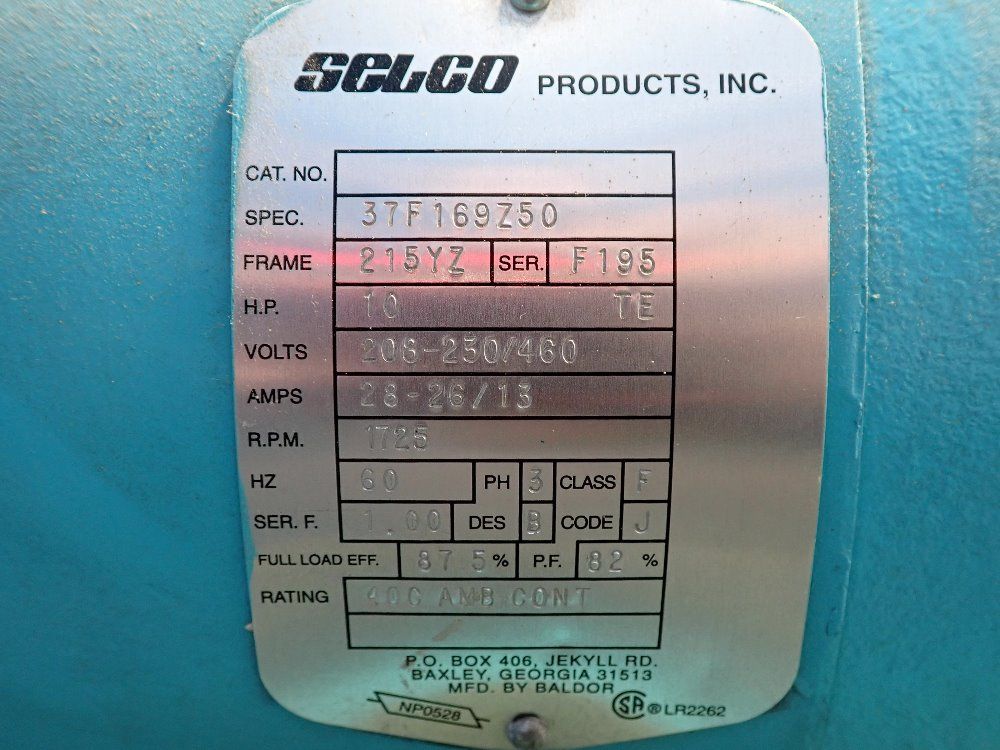 SELCO PRODUCTS, INC.
CAT. NO.
SPEC. 37F169Z50
FRAME 215YZ SER. F195
H.P. 10 TE
VOLTS 208-230/460
AMPS 28-26/13
R.P.M. 1725
HZ 60 PH 3 CLASS F
SER. F. 1.00 DES B CODE J
FULL LOAD EFF. 87.5 % P.F. 82 %
RATING 40C AMB CONT
P.O. BOX 406, JEKYLL RD.
BAXLEY, GEORGIA 31513
MFD. BY BALDOR
NP0528 SA ® LR2262